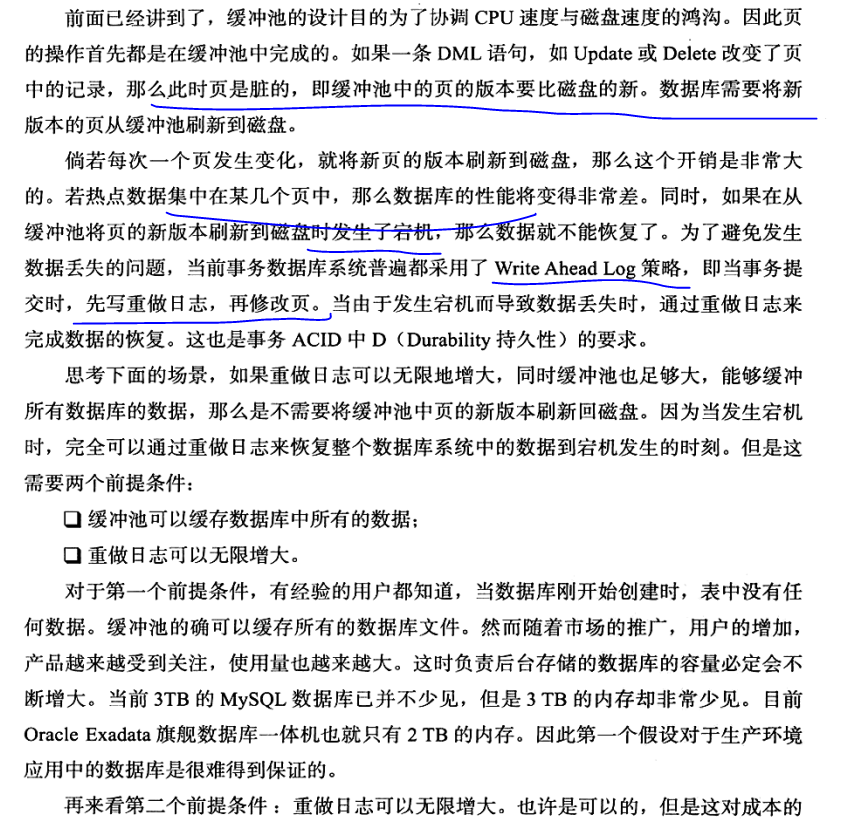 前面已经讲到了，缓冲池的设计目的为了协调 CPU 速度与磁盘速度的鸿沟。因此页
的操作首先都是在缓冲池中完成的。如果一条 DML 语句，如 Update 或 Delete 改变了页
中的记录，那么此时页是脏的，即缓冲池中的页的版本要比磁盘的新。数据库需要将新
版本的页从缓冲池刷新到磁盘。
倘若每次一个页发生变化，就将新页的版本刷新到磁盘，那么这个开销是非常大
的。若热点数据集中在某几个页中，那么数据库的性能将变得非常差。同时，如果在从
缓冲池将页的新版本刷新到磁盘时发生了宕机，那么数据就不能恢复了。为了避免发生
数据丢失的问题，当前事务数据库系统普遍都采用了 Write Ahead Log 策略，即当事务提
交时，先写重做日志，再修改页。当由于发生宕机而导致数据丢失时，通过重做日志来
完成数据的恢复。这也是事务 ACID 中 D（Durability 持久性）的要求。
思考下面的场景，如果重做日志可以无限地增大，同时缓冲池也足够大，能够缓冲
所有数据库的数据，那么是不需要将缓冲池中页的新版本刷新回磁盘。因为当发生宕机
时，完全可以通过重做日志来恢复整个数据库系统中的数据到宕机发生的时刻。但是这
需要两个前提条件：
❑ 缓冲池可以缓存数据库中所有的数据；
❑ 重做日志可以无限增大。
对于第一个前提条件，有经验的用户都知道，当数据库刚开始创建时，表中没有任
何数据。缓冲池的确可以缓存所有的数据库文件。然而随着市场的推广，用户的增加，
产品越来越受到关注，使用量也越来越大。这时负责后台存储的数据库的容量必定会不
断增大。当前 3TB 的 MySQL 数据库已并不少见，但是 3 TB 的内存却非常少见。目前
Oracle Exadata 旗舰数据库一体机也就只有 2 TB 的内存。因此第一个假设对于生产环境
应用中的数据库是很难得到保证的。
再来看第二个前提条件：重做日志可以无限增大。也许是可以的，但是这对成本的